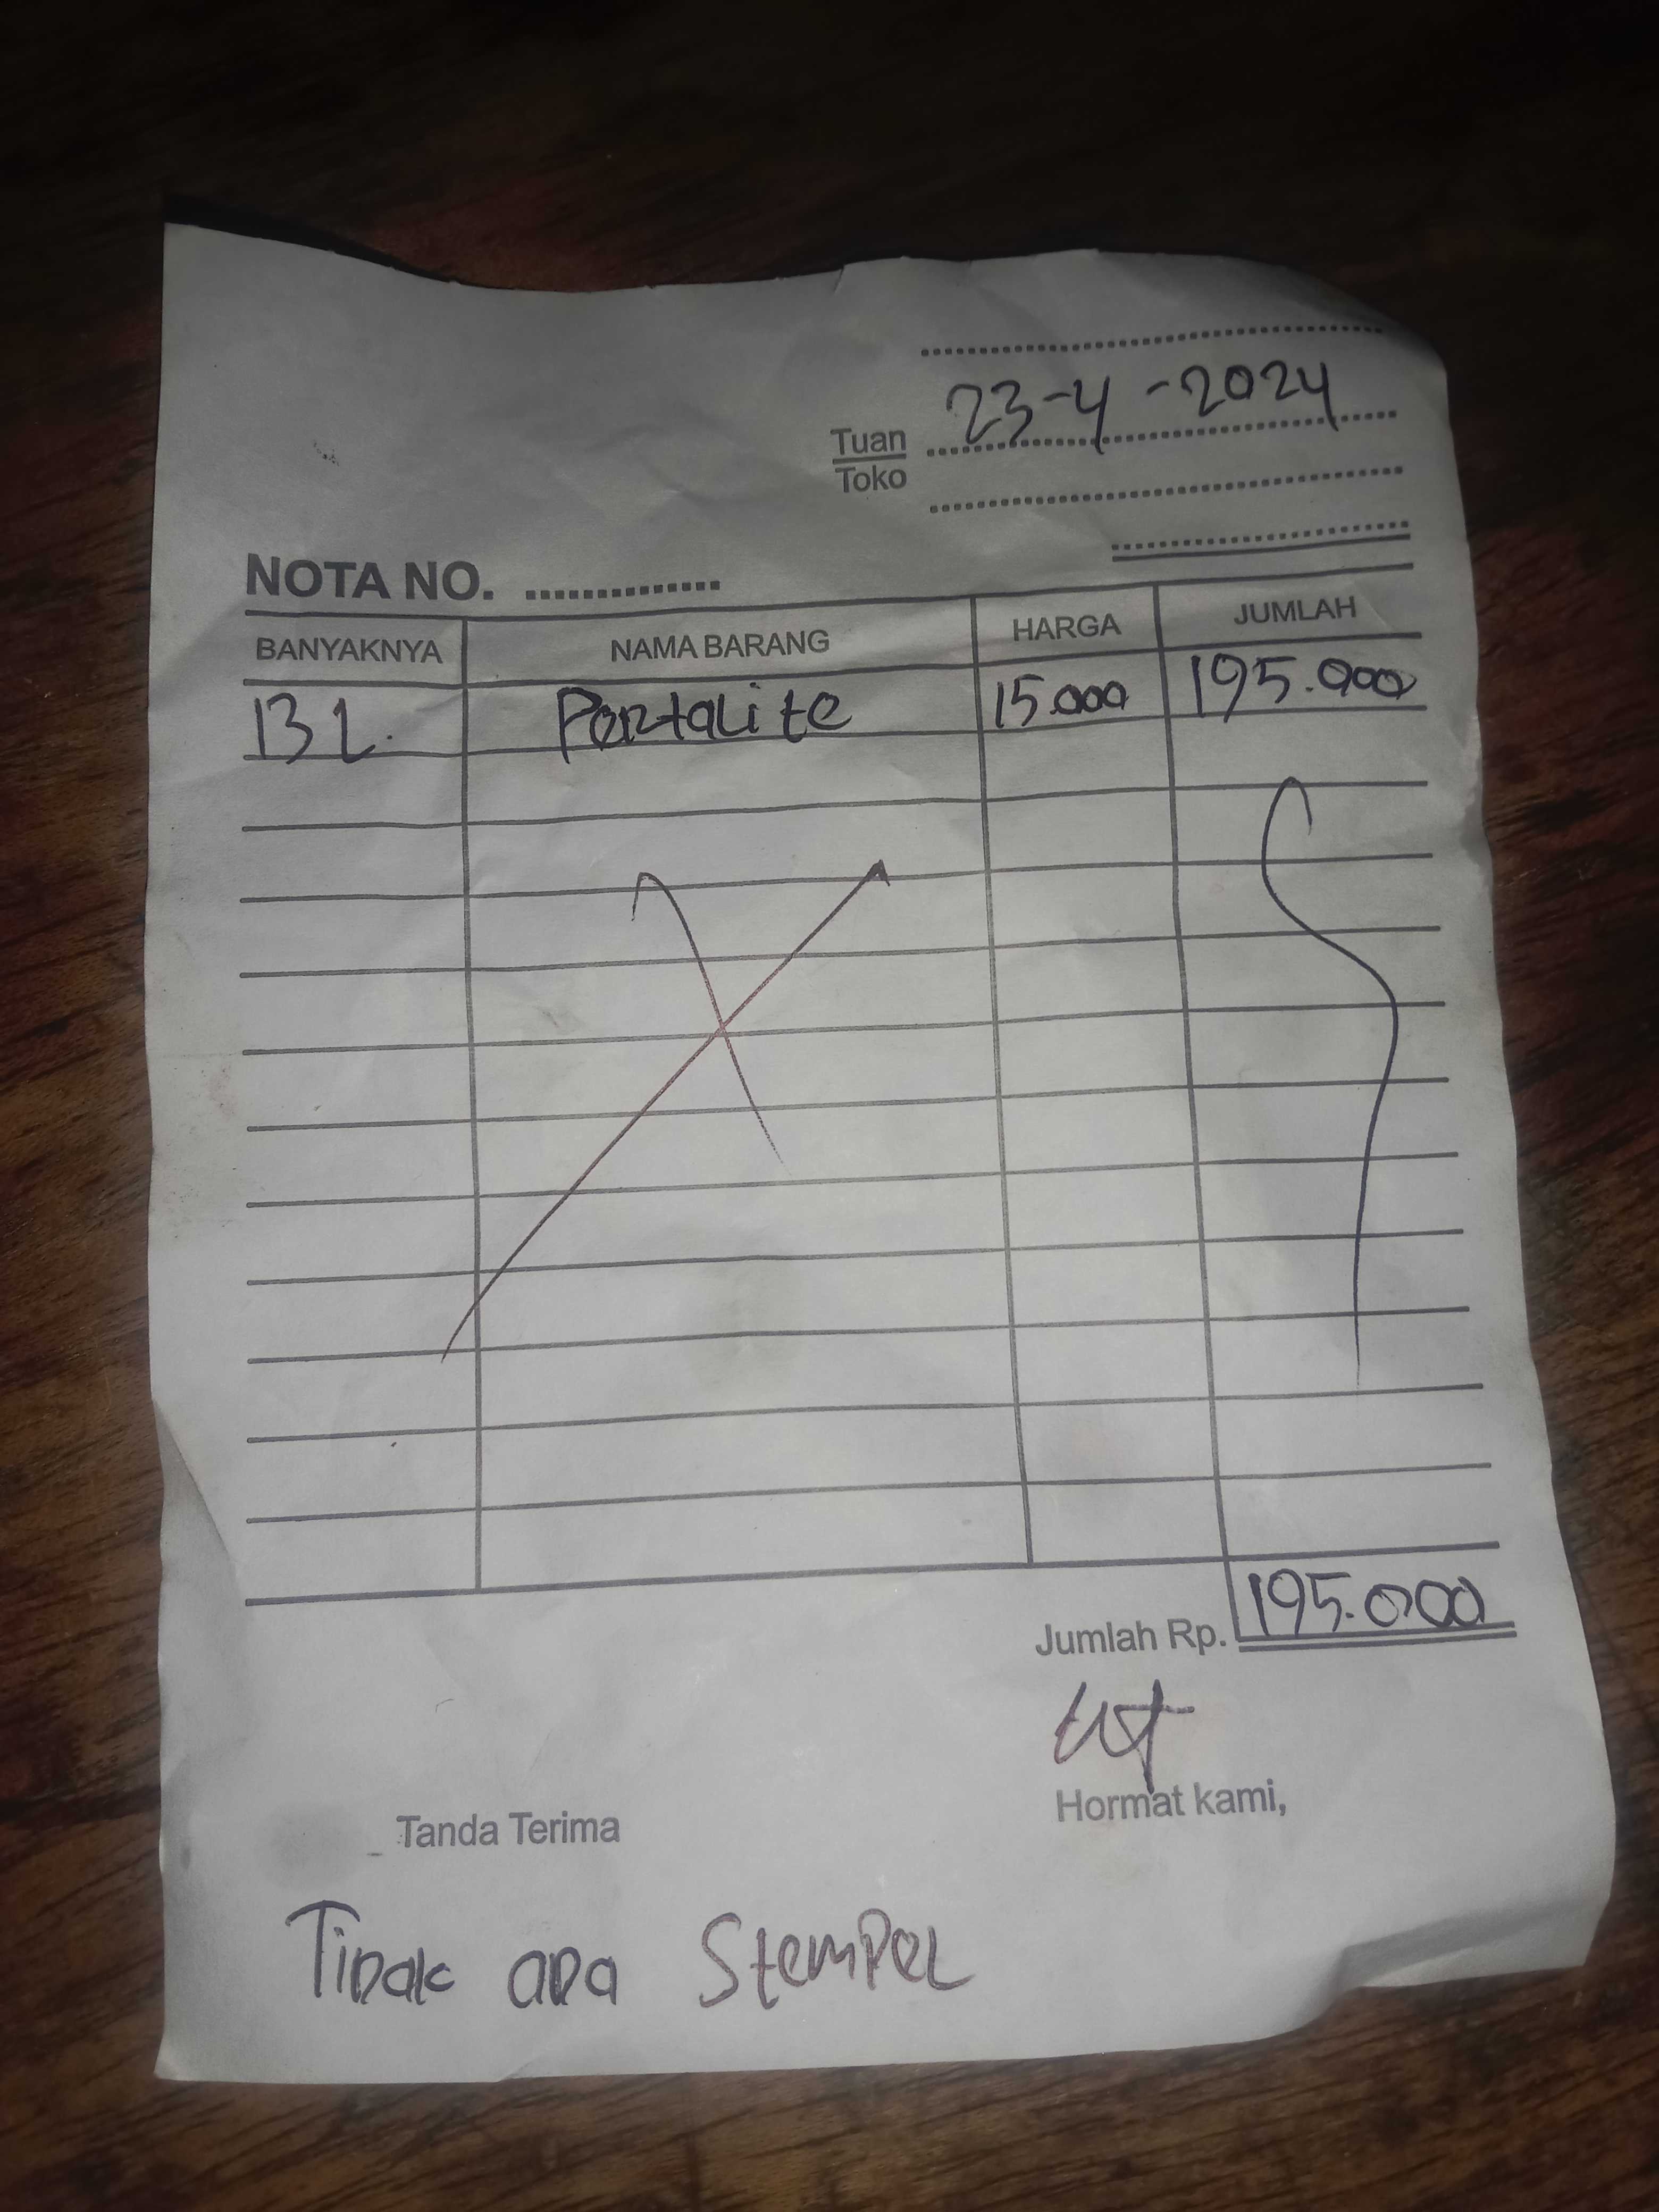 23-4-2024
Tuan
Toko
NOTA NO. ..............
BANYAKNYA NAMA BARANG HARGA JUMLAH
13 L. Pertalite 15.000 195.000
Jumlah Rp. 195.000
Tanda Terima Hormat kami,
Tidak ada Stempel